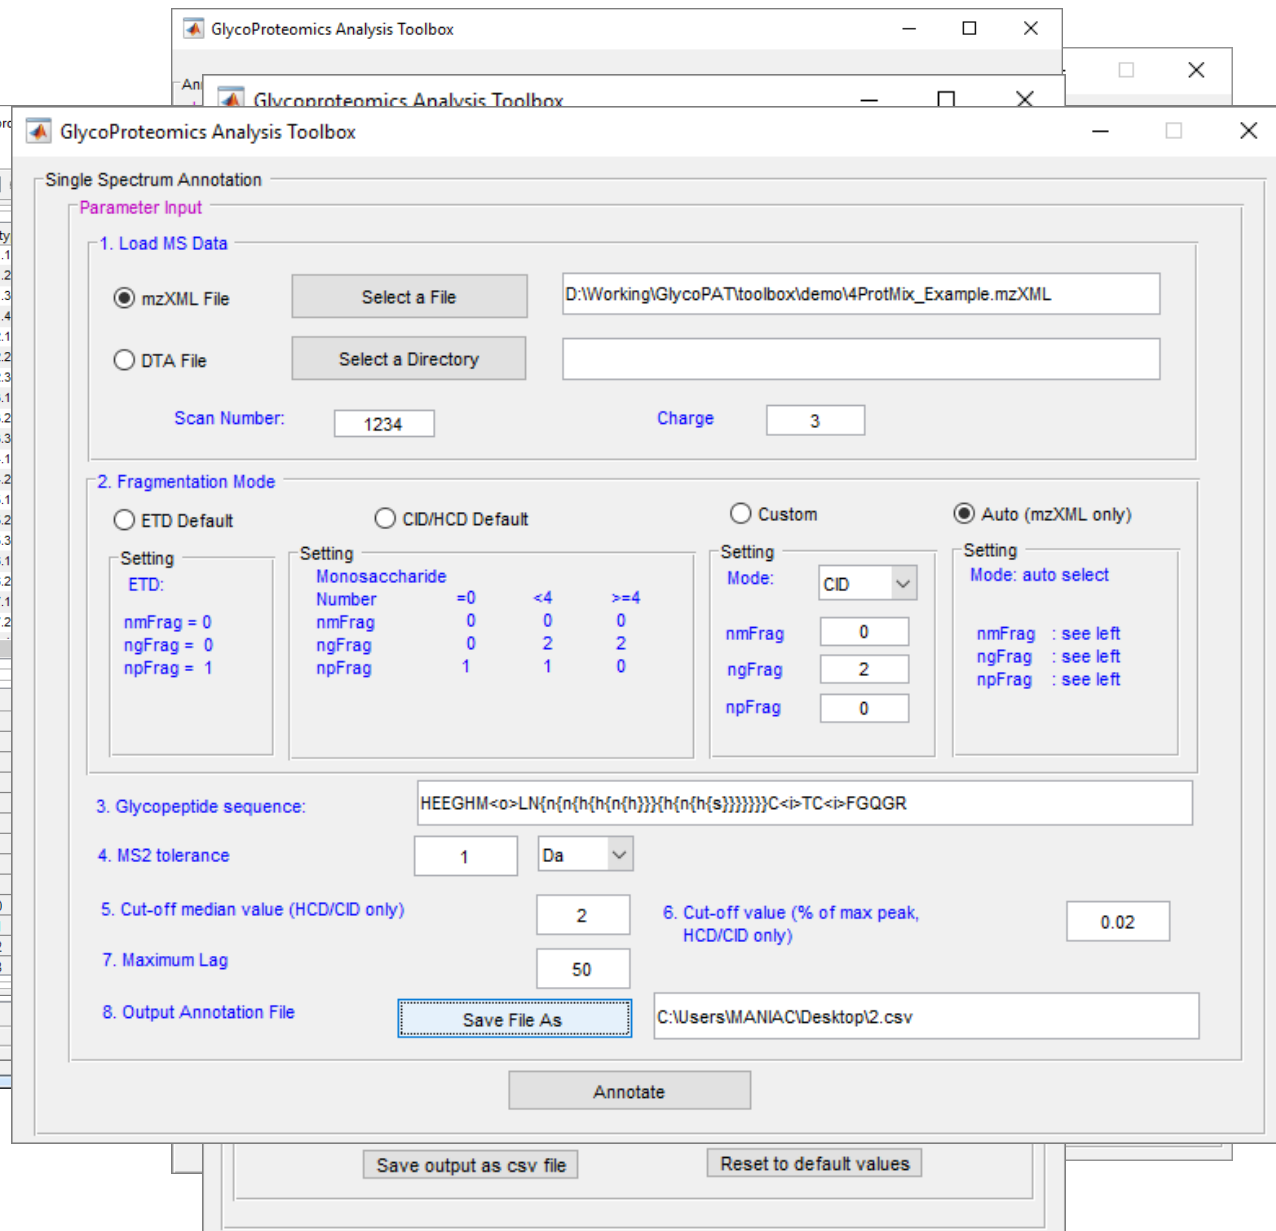 GlycoProteomics Analysis Toolbox
Glycoproteomics Analysis Toolbox
GlycoProteomics Analysis Toolbox
Single Spectrum Annotation
Parameter Input
1. Load MS Data
mzXML File
Select a File
D:\Working\GlycoPAT\toolbox\demo\4ProtMix_Example.mzXML
DTA File
Select a Directory
Scan Number:
1234
Charge
3
2. Fragmentation Mode
ETD Default
CID/HCD Default
Custom
Auto (mzXML only)
Setting
ETD:
nmFrag = 0
ngFrag = 0
npFrag = 1
Setting
Monosaccharide
Number =0 <4 >=4
nmFrag 0 0 0
ngFrag 0 2 2
npFrag 1 1 0
Setting
Mode: CID
nmFrag 0
ngFrag 2
npFrag 0
Setting
Mode: auto select
nmFrag : see left
ngFrag : see left
npFrag : see left
3. Glycopeptide sequence:
HEEGHM<o>LN{n{n{h{h{n{h}}}{h{n{h{s}}}}}}}C<i>TC<i>FGQGR
4. MS2 tolerance
1
Da
5. Cut-off median value (HCD/CID only)
2
6. Cut-off value (% of max peak,
HCD/CID only)
0.02
7. Maximum Lag
50
8. Output Annotation File
Save File As
C:\Users\MANIAC\Desktop\2.csv
Annotate
Save output as csv file
Reset to default values